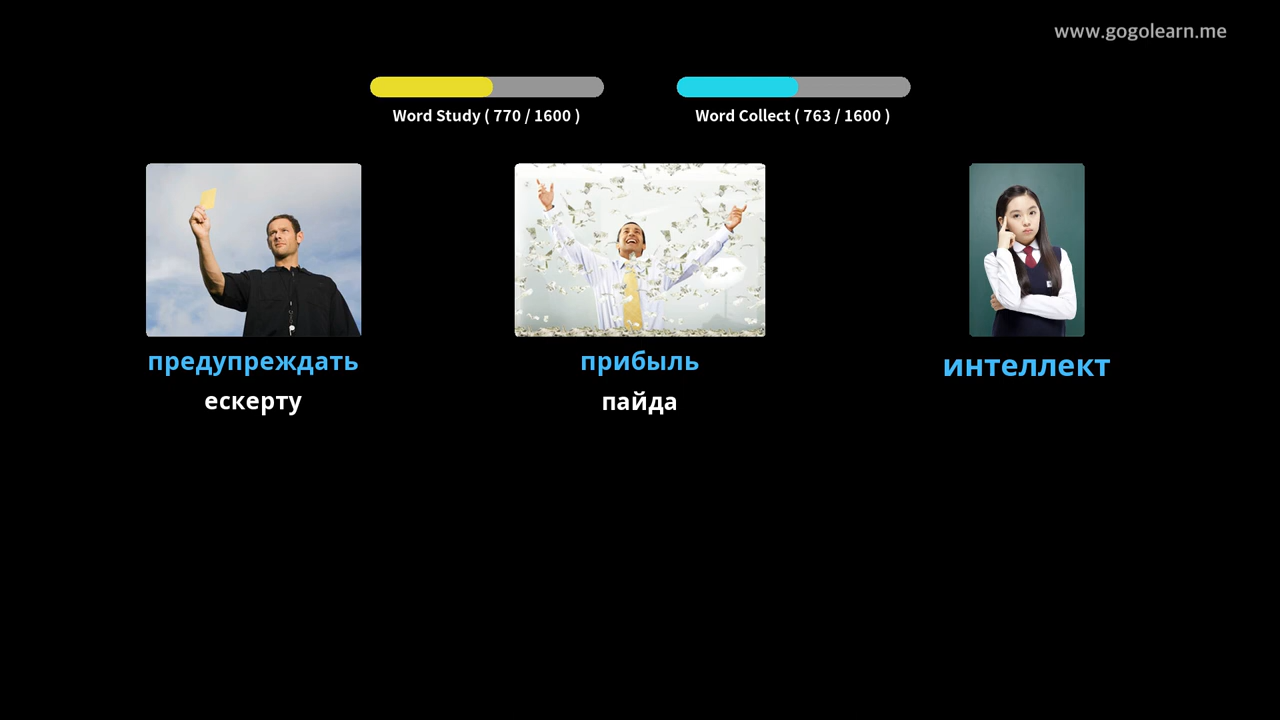 www.gogolearn.me
Word Study ( 770 / 1600 )
Word Collect ( 763 / 1600 )
предупреждать
ескерту
прибыль
пайда
интеллект